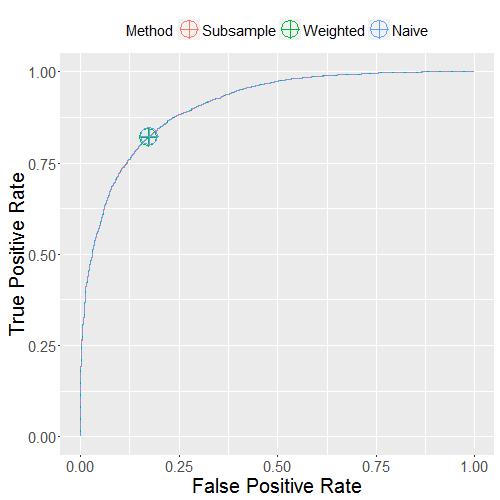 Method Subsample Weighted Naive
1.00
0.75
0.50
0.25
0.00
True Positive Rate
0.00 0.25 0.50 0.75 1.00
False Positive Rate